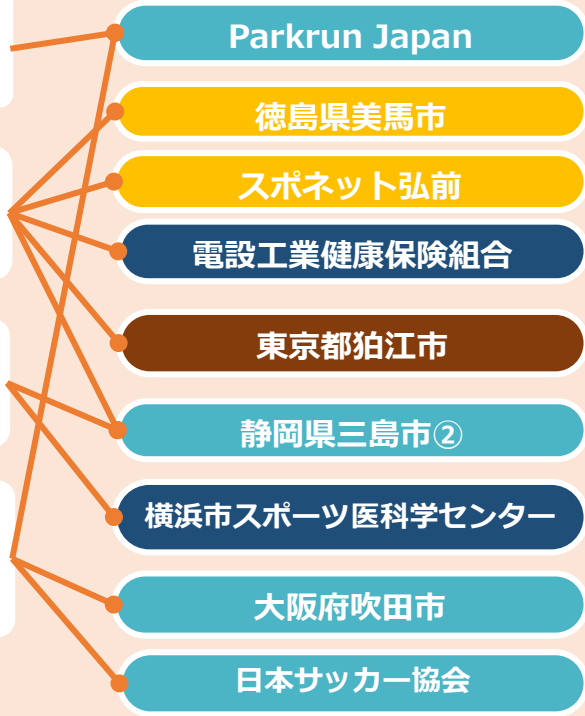 Parkrun Japan
徳島県美馬市
スポネット弘前
電設工業健康保険組合
東京都狛江市
静岡県三島市②
横浜市スポーツ医科学センター
大阪府吹田市
日本サッカー協会